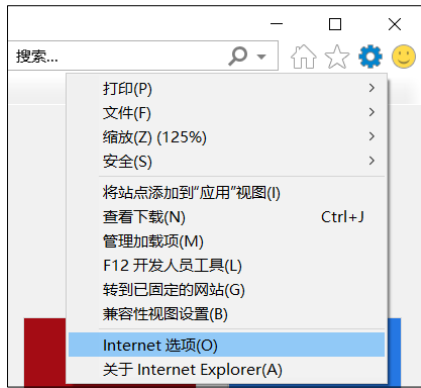 搜索...
打印(P)
文件(F)
缩放(Z) (125%)
安全(S)
将站点添加到“应用”视图(I)
查看下载(N) Ctrl+J
管理加载项(M)
F12 开发人员工具(L)
转到已固定的网站(G)
兼容性视图设置(B)
Internet 选项(O)
关于 Internet Explorer(A)